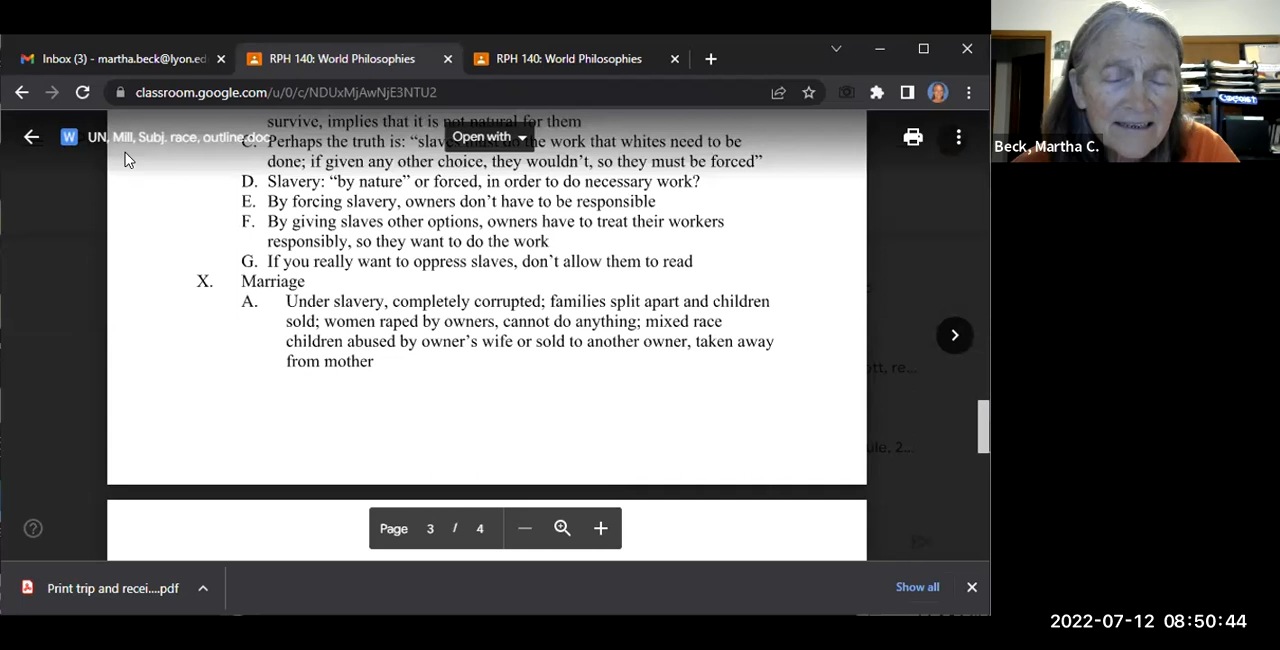 Inbox (3) - martha.beck@lyon.ed
RPH 140: World Philosophies
RPH 140: World Philosophies
classroom.google.com/u/0/c/NDUxMjAwNjE3NTU2
survive, implies that it is not natural for them
UN, Mill, Subj. race, outline.doc
Open with
C. Perhaps the truth is: “slaves must do the work that whites need to be
done; if given any other choice, they wouldn’t, so they must be forced”
D. Slavery: “by nature” or forced, in order to do necessary work?
E. By forcing slavery, owners don’t have to be responsible
F. By giving slaves other options, owners have to treat their workers
responsibly, so they want to do the work
G. If you really want to oppress slaves, don’t allow them to read
X. Marriage
A. Under slavery, completely corrupted; families split apart and children
sold; women raped by owners, cannot do anything; mixed race
children abused by owner’s wife or sold to another owner, taken away
from mother
ott, re...
ule, 2...
Page 3 / 4
Print trip and recei....pdf
Show all
Beck, Martha C.
2022-07-12 08:50:44